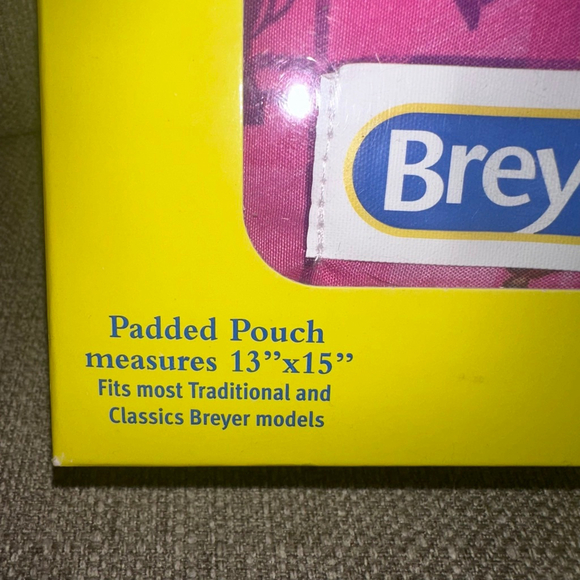 Brey
Padded Pouch
measures 13”x15”
Fits most Traditional and
Classics Breyer models